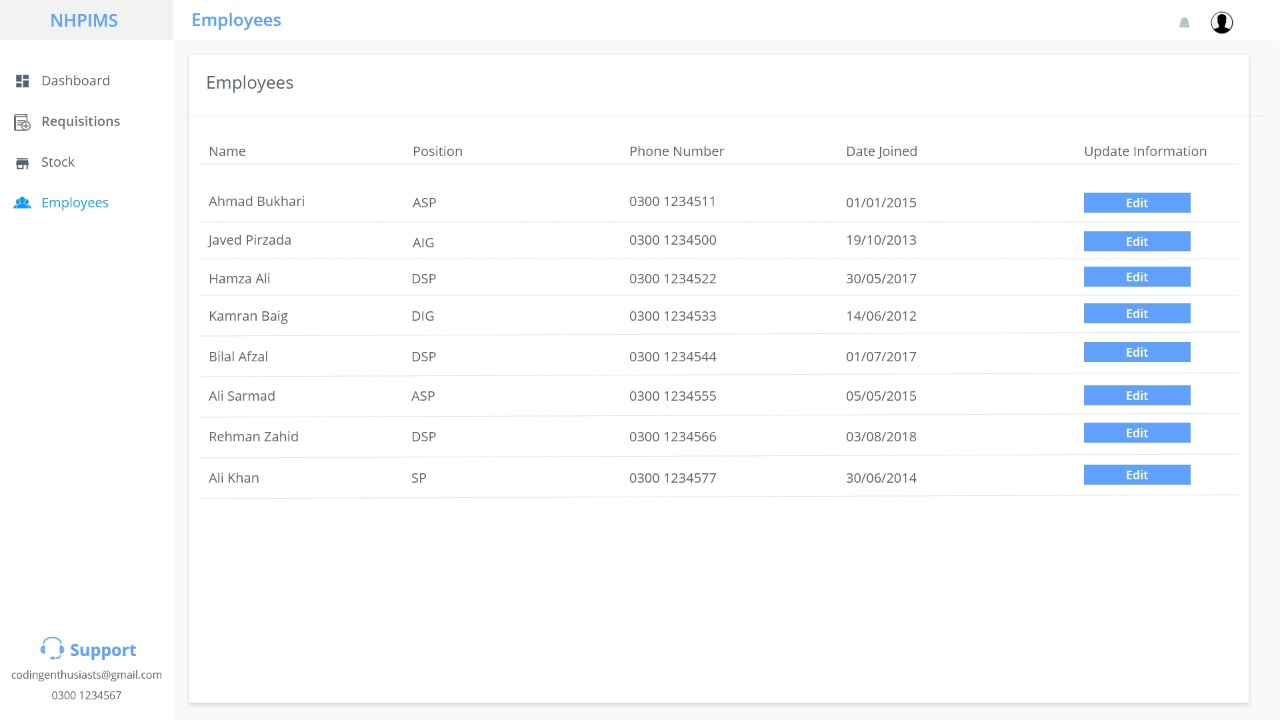 NHPIMS
Employees
Dashboard
Requisitions
Stock
Employees
Support
codingenthusiasts@gmail.com
0300 1234567
Employees
Name Position Phone Number Date Joined Update Information
Ahmad Bukhari ASP 0300 1234511 01/01/2015 Edit
Javed Pirzada AIG 0300 1234500 19/10/2013 Edit
Hamza Ali DSP 0300 1234522 30/05/2017 Edit
Kamran Baig DIG 0300 1234533 14/06/2012 Edit
Bilal Afzal DSP 0300 1234544 01/07/2017 Edit
Ali Sarmad ASP 0300 1234555 05/05/2015 Edit
Rehman Zahid DSP 0300 1234566 03/08/2018 Edit
Ali Khan SP 0300 1234577 30/06/2014 Edit